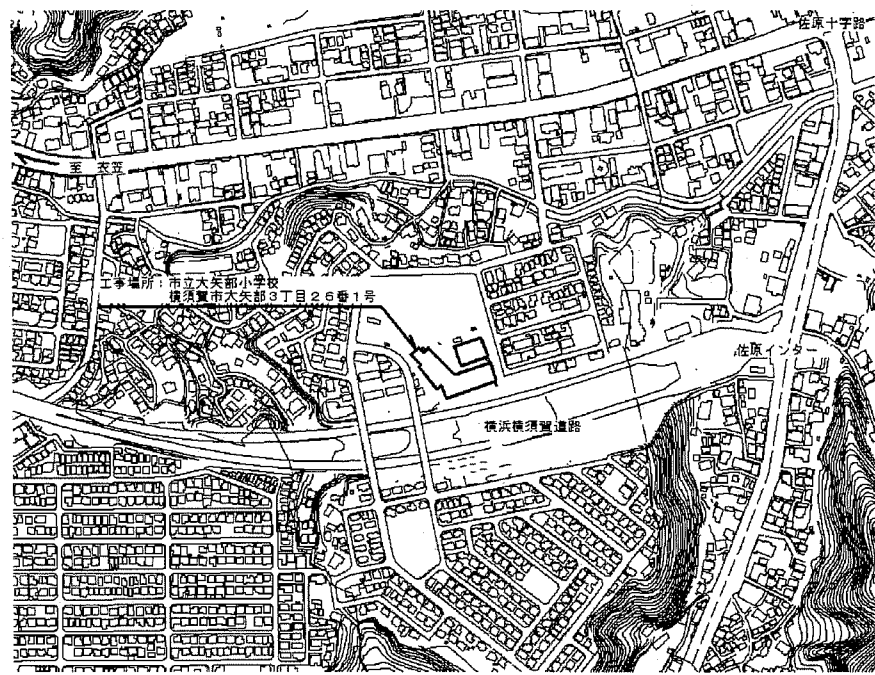 佐原十字路
至 衣笠
工事場所：市立大矢部小学校
横須賀市大矢部3丁目26番1号
佐原インター
横浜横須賀道路